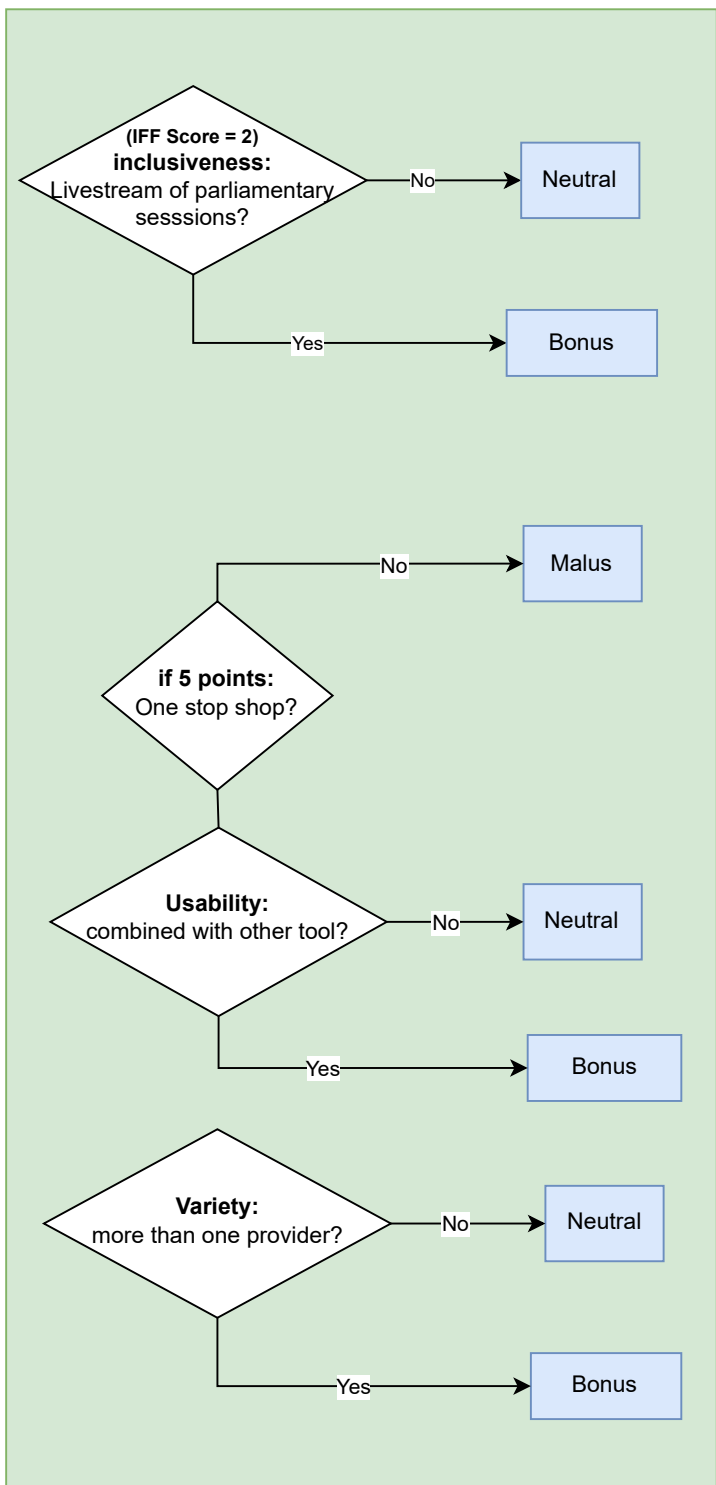 (IFF Score = 2)
inclusiveness:
Livestream of parliamentary
sesssions?
No
Neutral
Yes
Bonus
No
Malus
if 5 points:
One stop shop?
Usability:
combined with other tool?
No
Neutral
Yes
Bonus
Variety:
more than one provider?
No
Neutral
Yes
Bonus